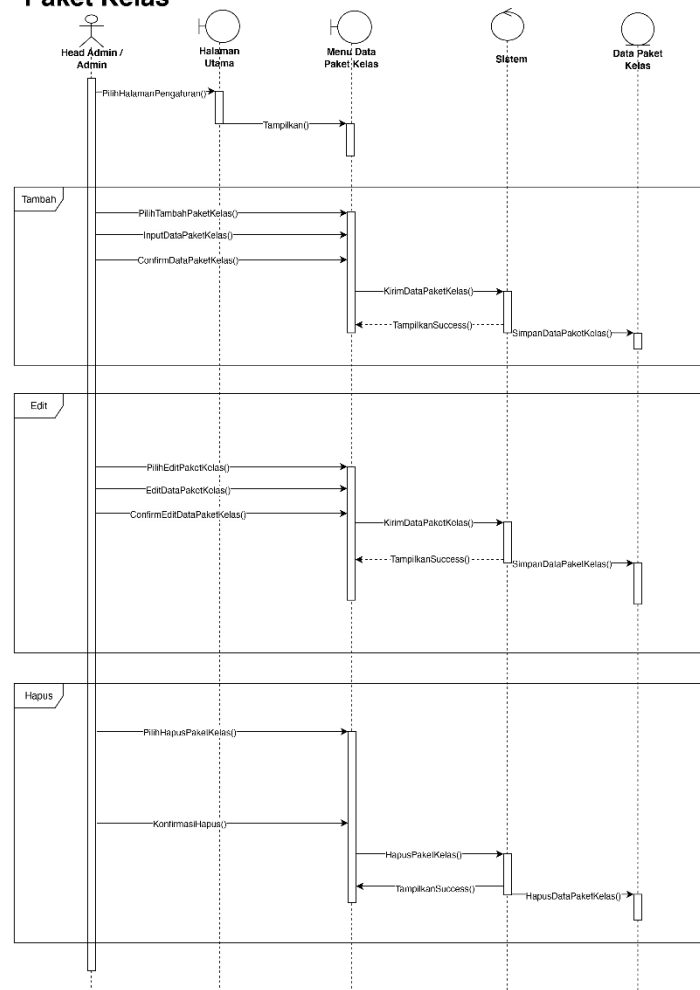 Paket Kelas
Head Admin /
Admin
Halaman
Utama
Menu Data
Paket Kelas
Sistem
Data Paket
Kelas
PilihHalamanPengaturan()
Tampilkan()
Tambah
PilihTambahPaketKelas()
InputDataPaketKelas()
ConfirmDataPaketKelas()
KirimDataPaketKelas()
TampilkanSuccess()
SimpanDataPaketKelas()
Edit
PilihEditPaketKelas()
EditDataPaketKelas()
ConfirmEditDataPaketKelas()
KirimDataPaketKelas()
TampilkanSuccess()
SimpanDataPaketKelas()
Hapus
PilihHapusPaketKelas()
KonfirmasiHapus()
HapusPaketKelas()
TampilkanSuccess()
HapusDataPaketKelas()